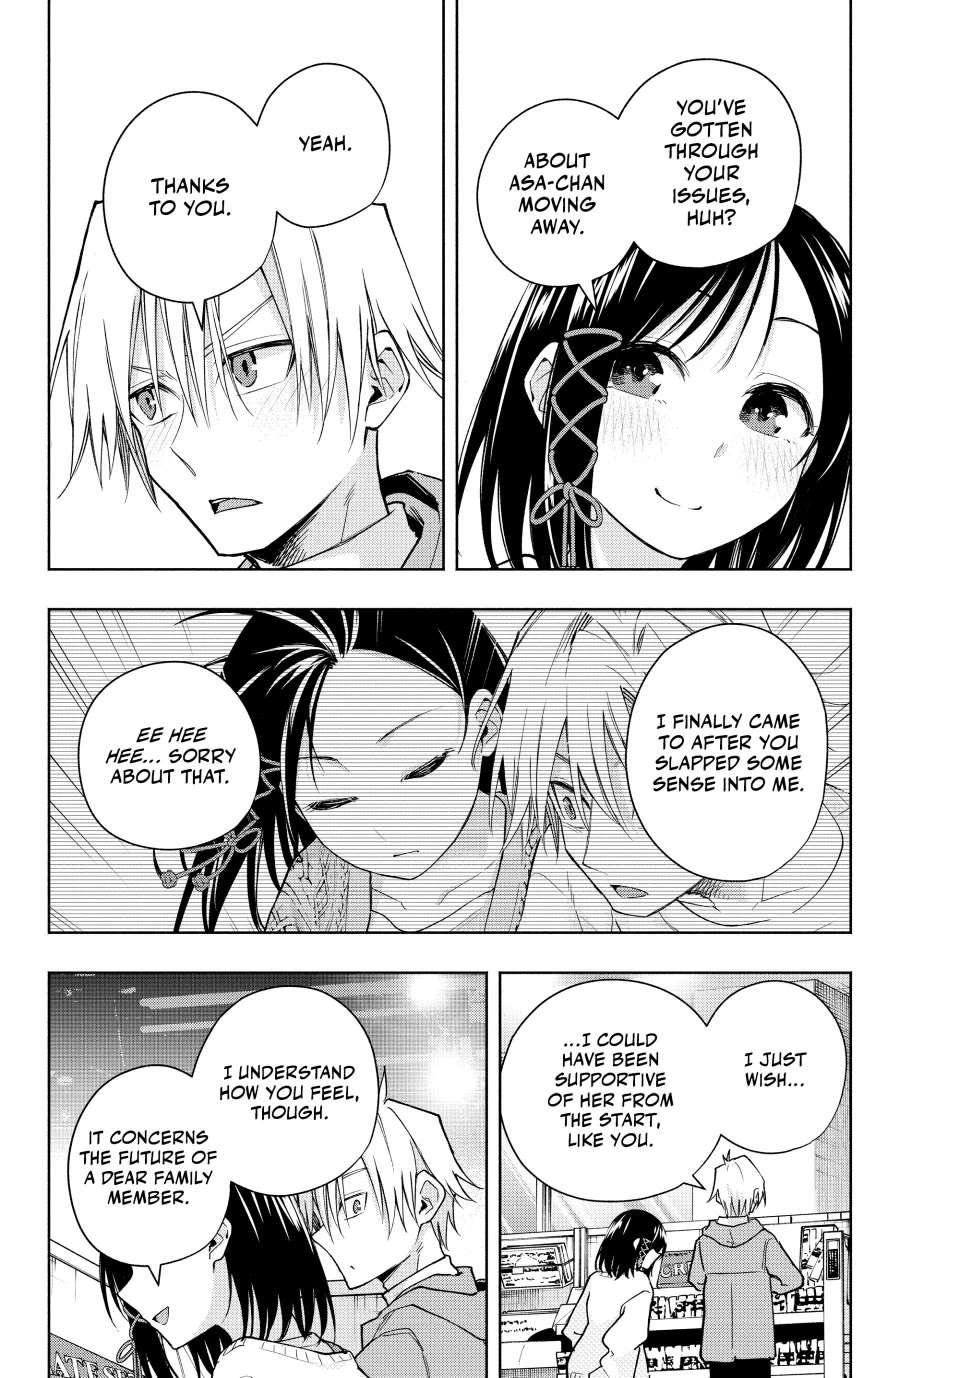 YOU'VE
GOTTEN
THROUGH
YOUR
ISSUES,
HUH?
ABOUT
ASA-CHAN
MOVING
AWAY.
YEAH.
THANKS
TO YOU.
I FINALLY CAME
TO AFTER YOU
SLAPPED SOME
SENSE INTO ME.
EE HEE
HEE... SORRY
ABOUT THAT.
I JUST
WISH...
...I COULD
HAVE BEEN
SUPPORTIVE
OF HER FROM
THE START,
LIKE YOU.
I UNDERSTAND
HOW YOU FEEL,
THOUGH.
IT CONCERNS
THE FUTURE OF
A DEAR FAMILY
MEMBER.